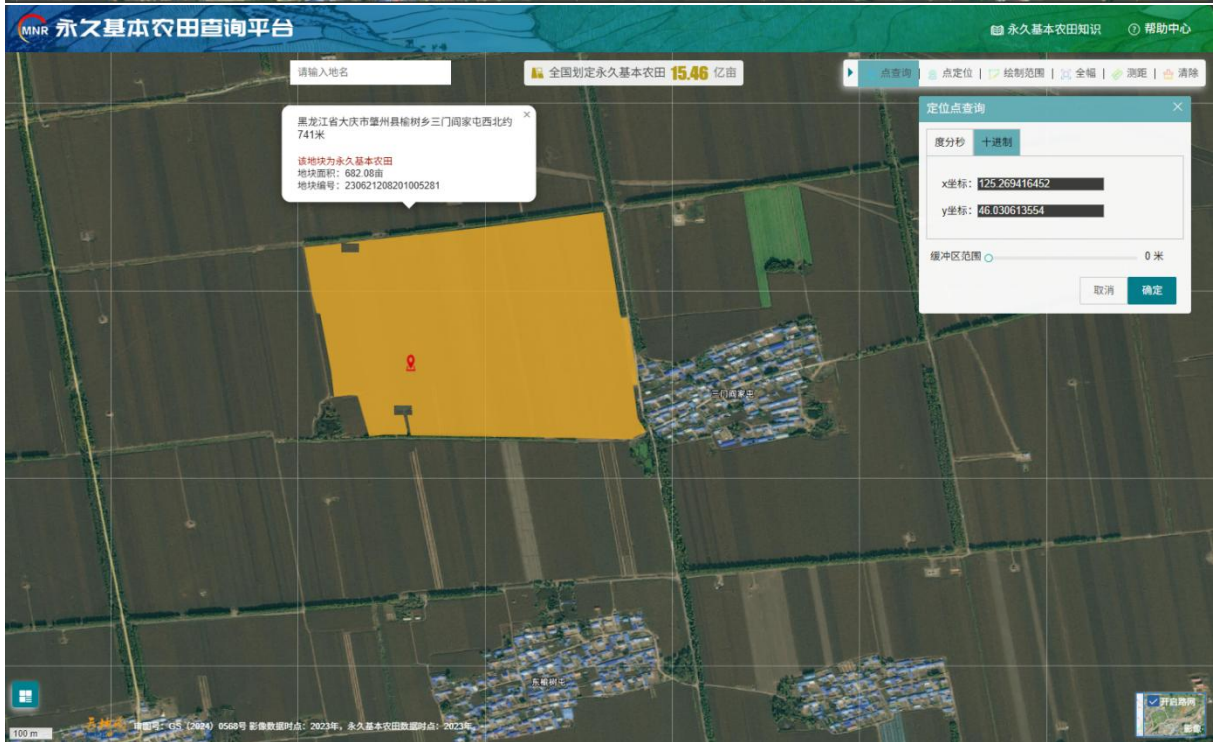 MNR 永久基本农田查询平台
永久基本农田知识
帮助中心
请输入地名
全国划定永久基本农田 15.46 亿亩
点查询 | 点定位 | 绘制范围 | 全幅 | 测距 | 清除
黑龙江省大庆市肇州县榆树乡三门阎家屯西北约
741米
该地块为永久基本农田
地块面积：682.08亩
地块编号：230621208201005281
定位点查询
度分秒
十进制
x坐标： 125.269416452
y坐标： 46.030613554
缓冲区范围
0 米
取消
确定
三门阎家屯
东榆树屯
100 m
审图号：GS（2024）0568号 影像数据时点：2023年，永久基本农田数据时点：2023年。
开启路网
影像